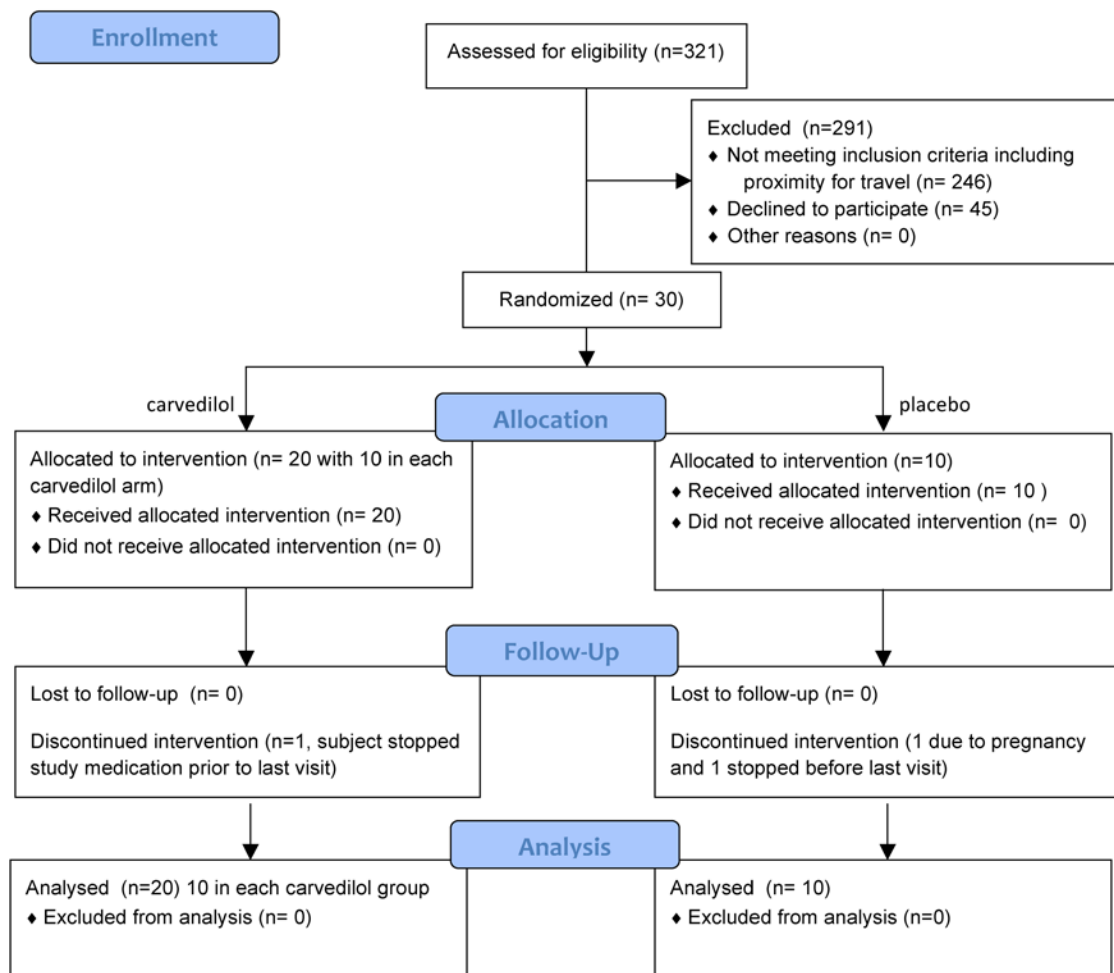 Enrollment
Assessed for eligibility (n=321)
Excluded (n=291)
♦ Not meeting inclusion criteria including
proximity for travel (n= 246)
♦ Declined to participate (n= 45)
♦ Other reasons (n= 0)
Randomized (n= 30)
carvedilol
placebo
Allocation
Allocated to intervention (n= 20 with 10 in each
carvedilol arm)
♦ Received allocated intervention (n= 20)
♦ Did not receive allocated intervention (n= 0)
Allocated to intervention (n=10)
♦ Received allocated intervention (n= 10 )
♦ Did not receive allocated intervention (n= 0)
Follow-Up
Lost to follow-up (n= 0)
Discontinued intervention (n=1, subject stopped
study medication prior to last visit)
Lost to follow-up (n= 0)
Discontinued intervention (1 due to pregnancy
and 1 stopped before last visit)
Analysis
Analysed (n=20) 10 in each carvedilol group
♦ Excluded from analysis (n= 0)
Analysed (n= 10)
♦ Excluded from analysis (n=0)